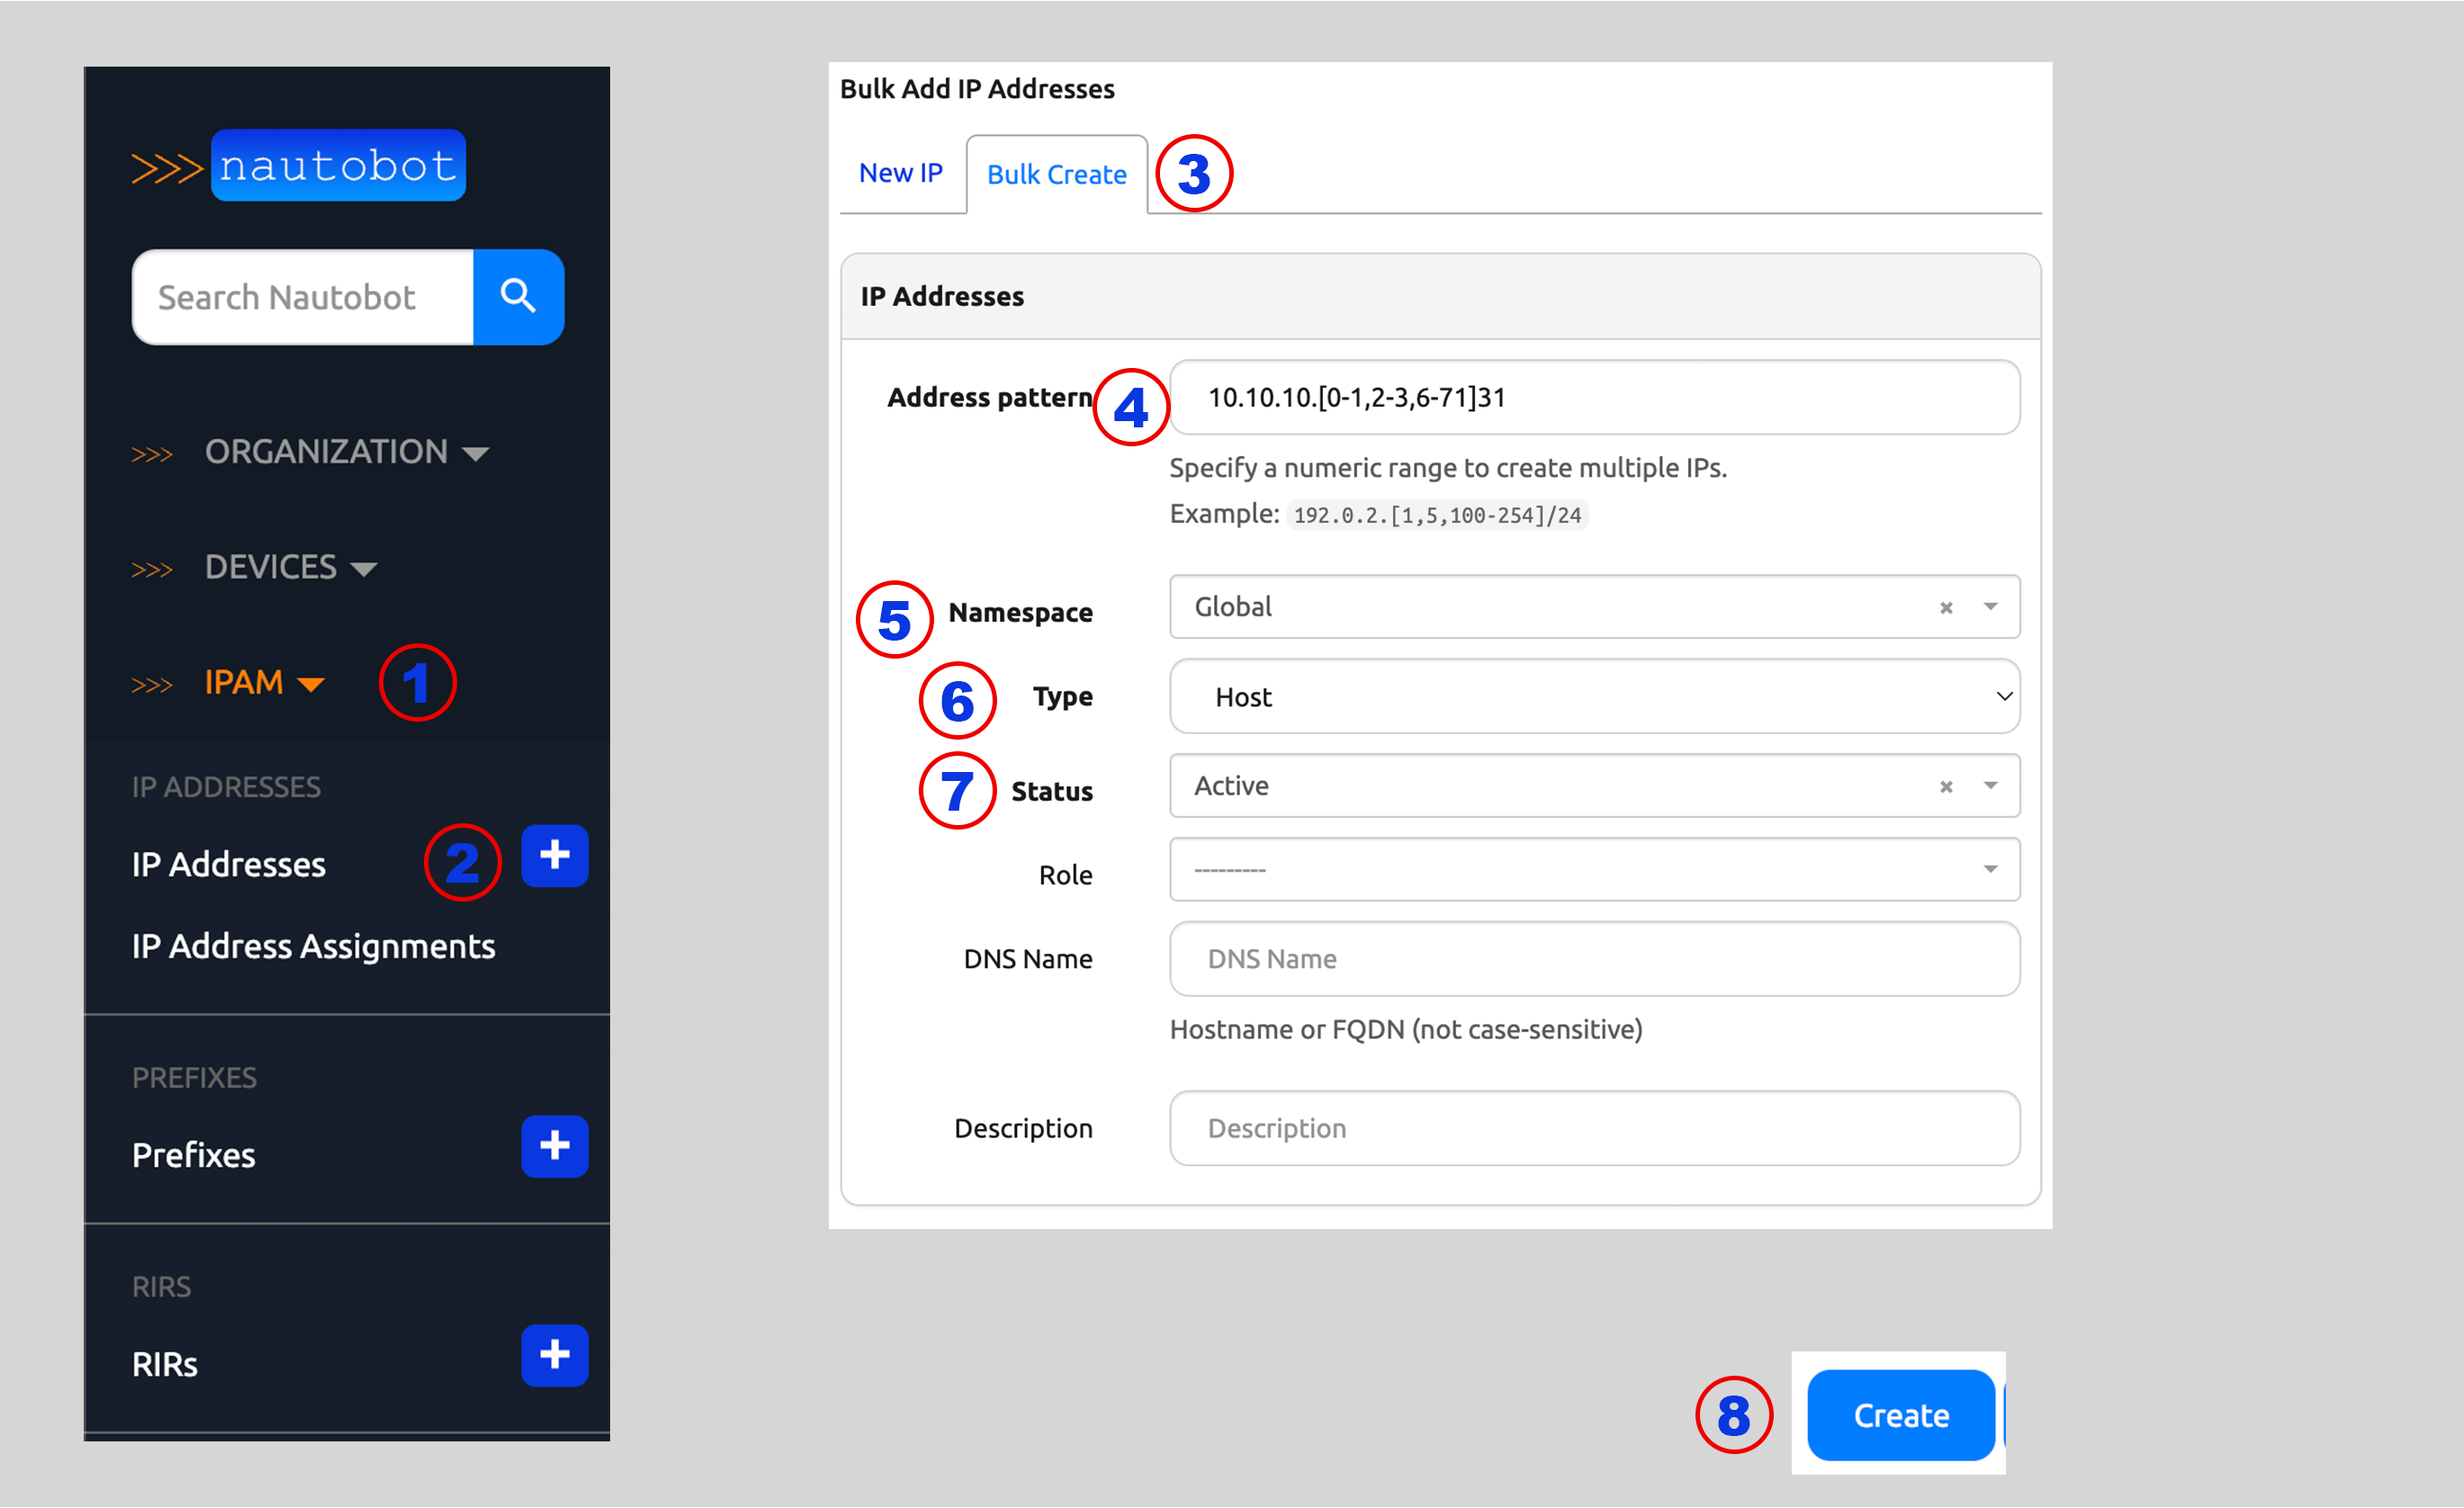 >>> nautobot
Search Nautobot
>>> ORGANIZATION
>>> DEVICES
>>> IPAM 1
IP ADDRESSES
IP Addresses 2 +
IP Address Assignments
PREFIXES
Prefixes +
RIRS
RIRs +
Bulk Add IP Addresses
New IP Bulk Create 3
IP Addresses
Address pattern 4 10.10.10.[0-1,2-3,6-71]31
Specify a numeric range to create multiple IPs.
Example: 192.0.2.[1,5,100-254]/24
5 Namespace Global ×
6 Type Host
7 Status Active ×
Role ---------
DNS Name DNS Name
Hostname or FQDN (not case-sensitive)
Description Description
8 Create